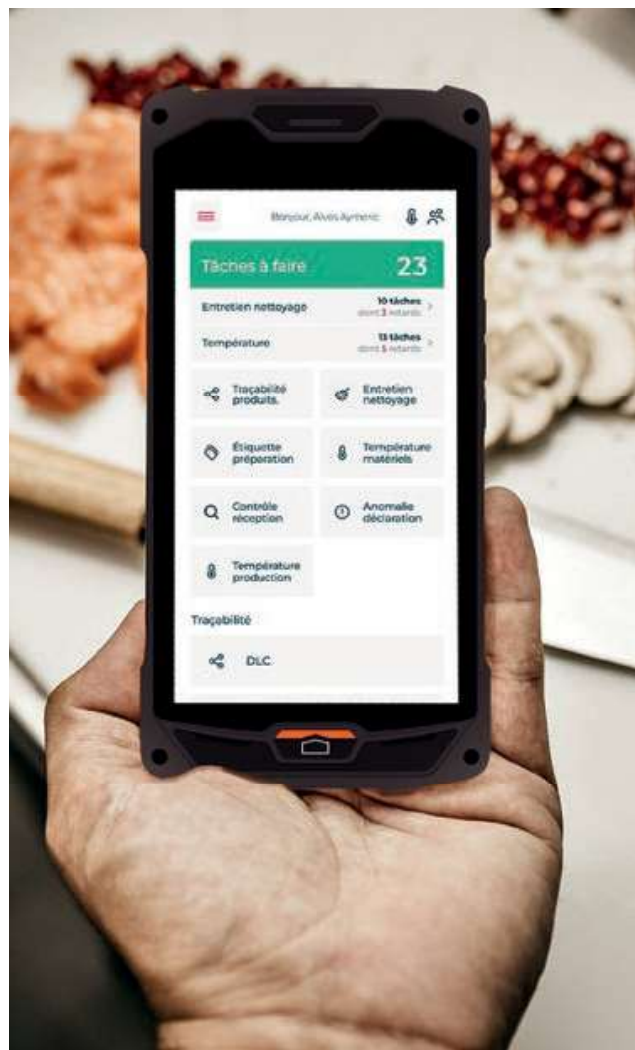 Bonjour, Alves Aymeric
Tâches à faire 23
Entretien nettoyage 10 tâches
dont 3 retards
Température 13 tâches
dont 5 retards
Traçabilité
produits.
Entretien
nettoyage
Étiquette
préparation
Température
matériels
Contrôle
réception
Anomalie
déclaration
Température
production
Traçabilité
DLC